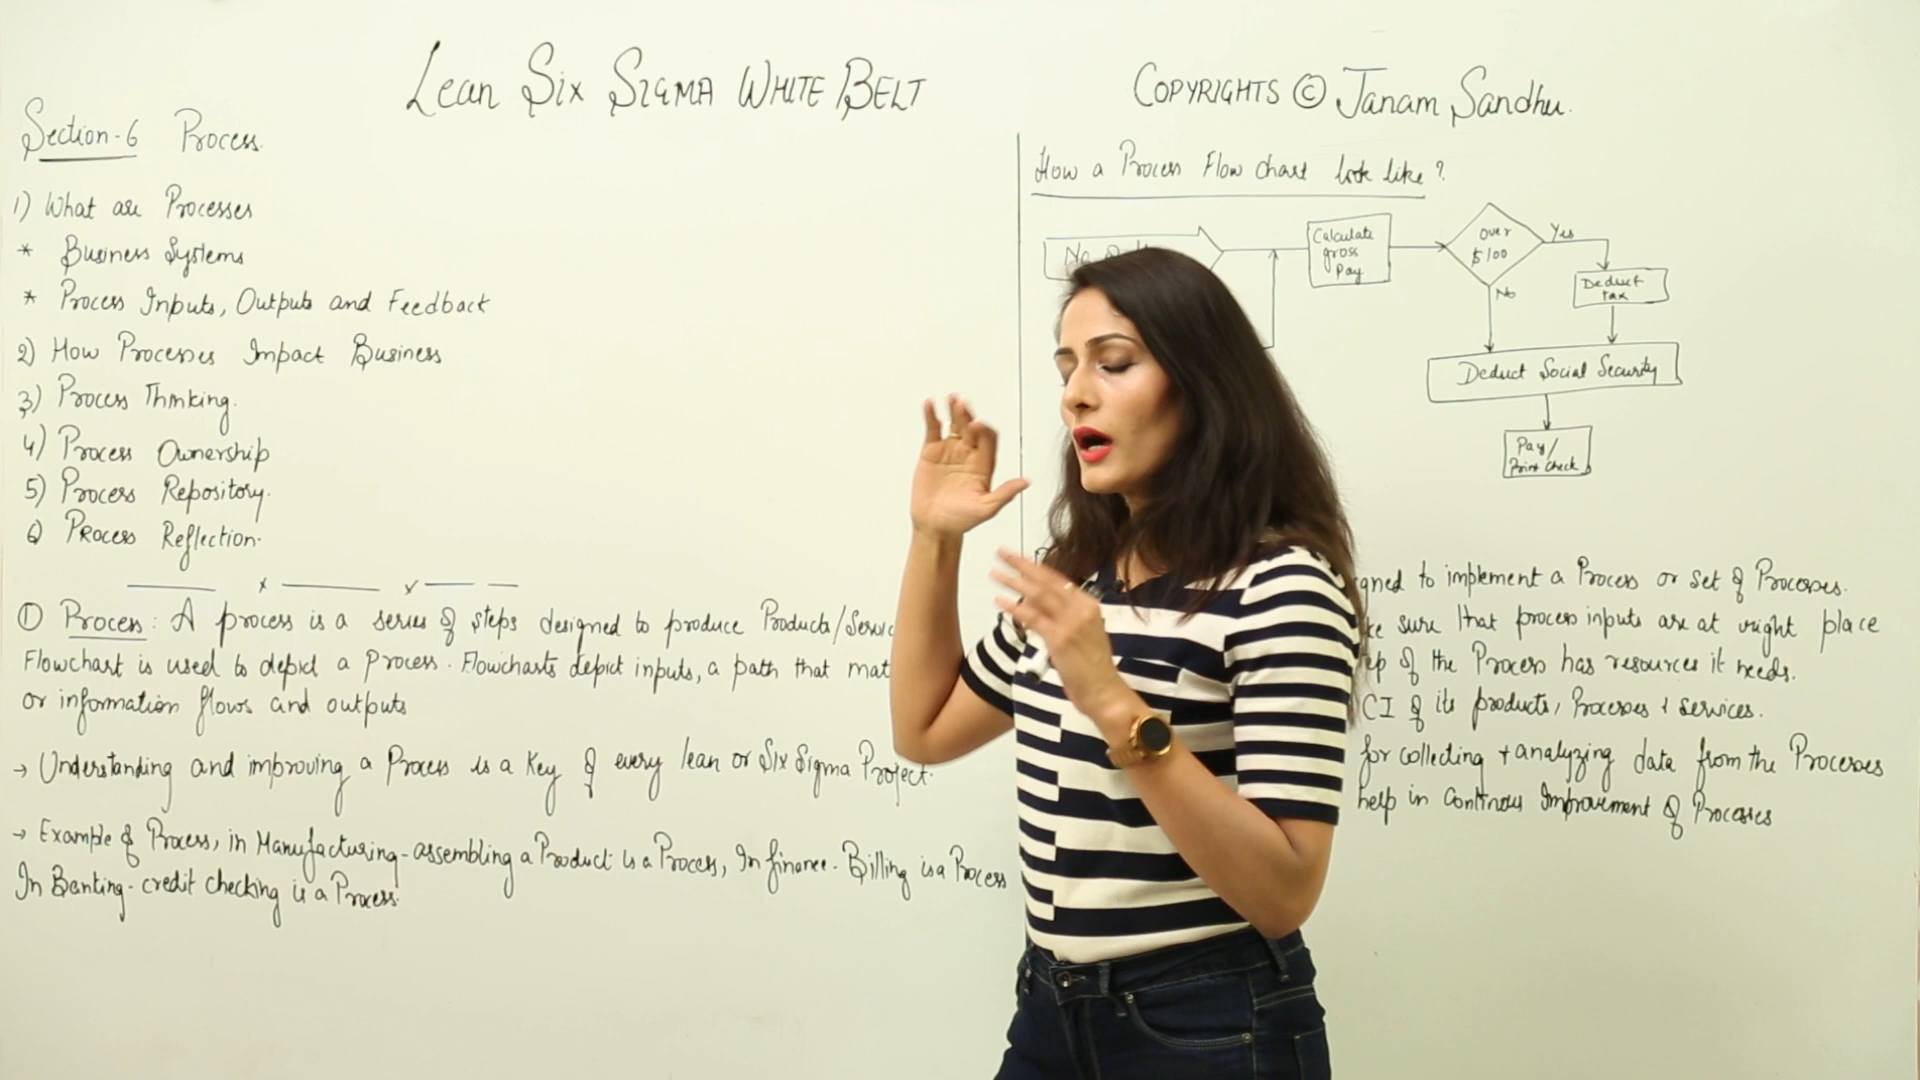 Lean Six Sigma White Belt
Copyrights © Janam Sandhu.
Section-6 Process.
1) What are Processes
* Business Systems
* Process Inputs, Outputs and Feedback
2) How Processes Impact Business
3) Process Thinking.
4) Process Ownership
5) Process Repository.
6) Process Reflection.
① Process: A process is a series of steps designed to produce Products/
Flowchart is used to depict a Process. Flowcharts depict inputs, a path that
or information flows and outputs
→ Understanding and improving a Process is a Key of every lean or Six Sigma Project.
→ Example of Process, in Manufacturing - assembling a Product is a Process, In finance - Billing is a Process
In Banking - credit checking is a Process.
How a Process Flow chart look like?
No
Calculate
gross
Pay
Over
$100
Yes
No
Deduct
tax
Deduct Social Security
Pay/
Print check
to implement a Process or set of Processes.
sure that process inputs are at right place
of the Process has resources it needs.
CI of its products, Processes + services.
for collecting + analyzing data from the Processes
help in Continous Improvement of Processes